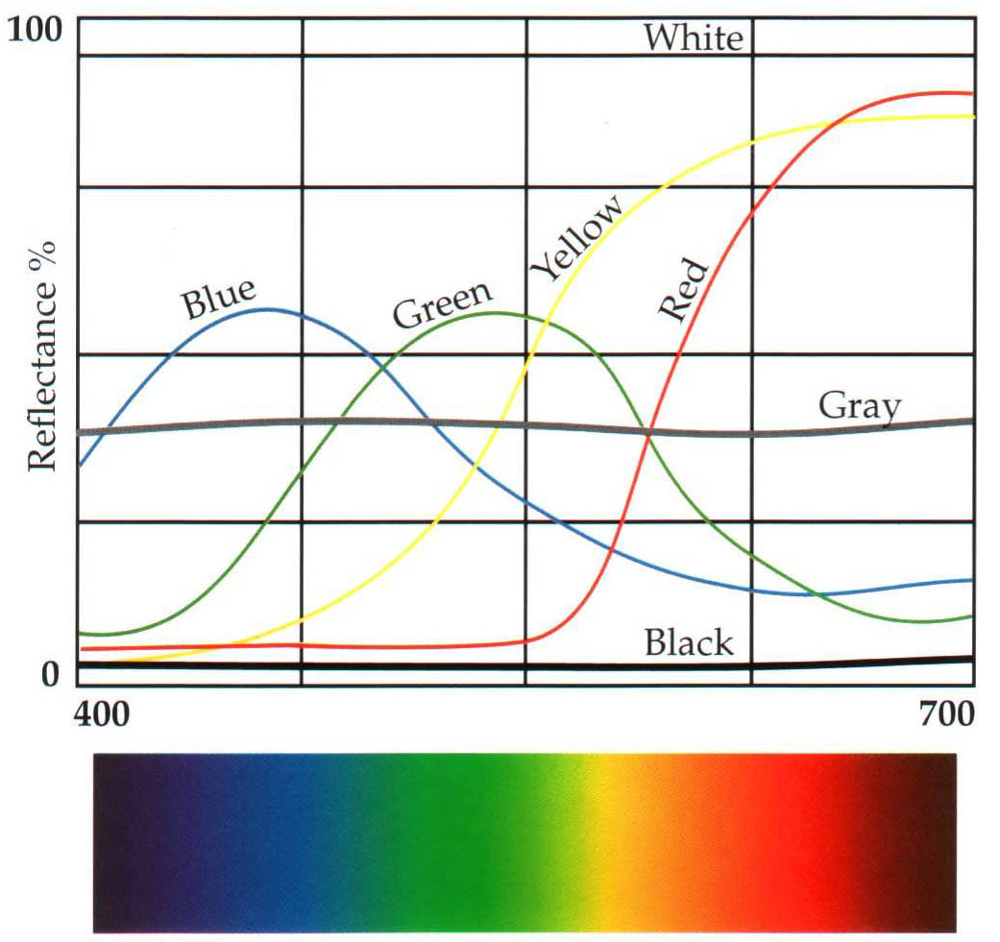 100
White
Yellow
Blue
Green
Red
Reflectance %
Gray
Black
0
400
700